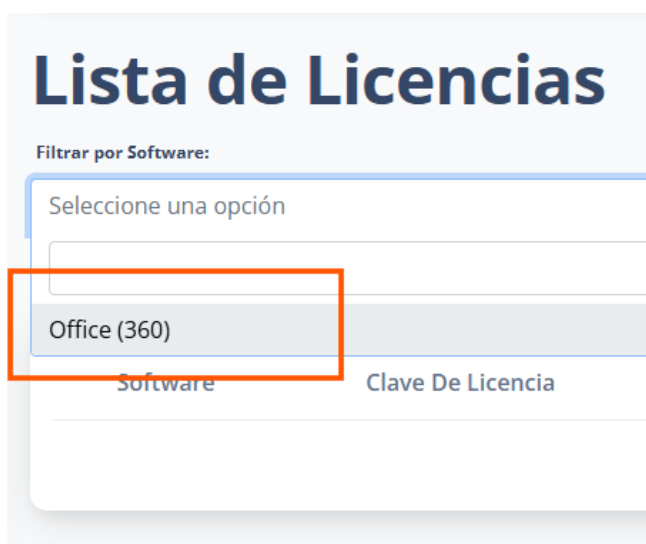 Lista de Licencias
Filtrar por Software:
Seleccione una opción
Office (360)
Software Clave De Licencia